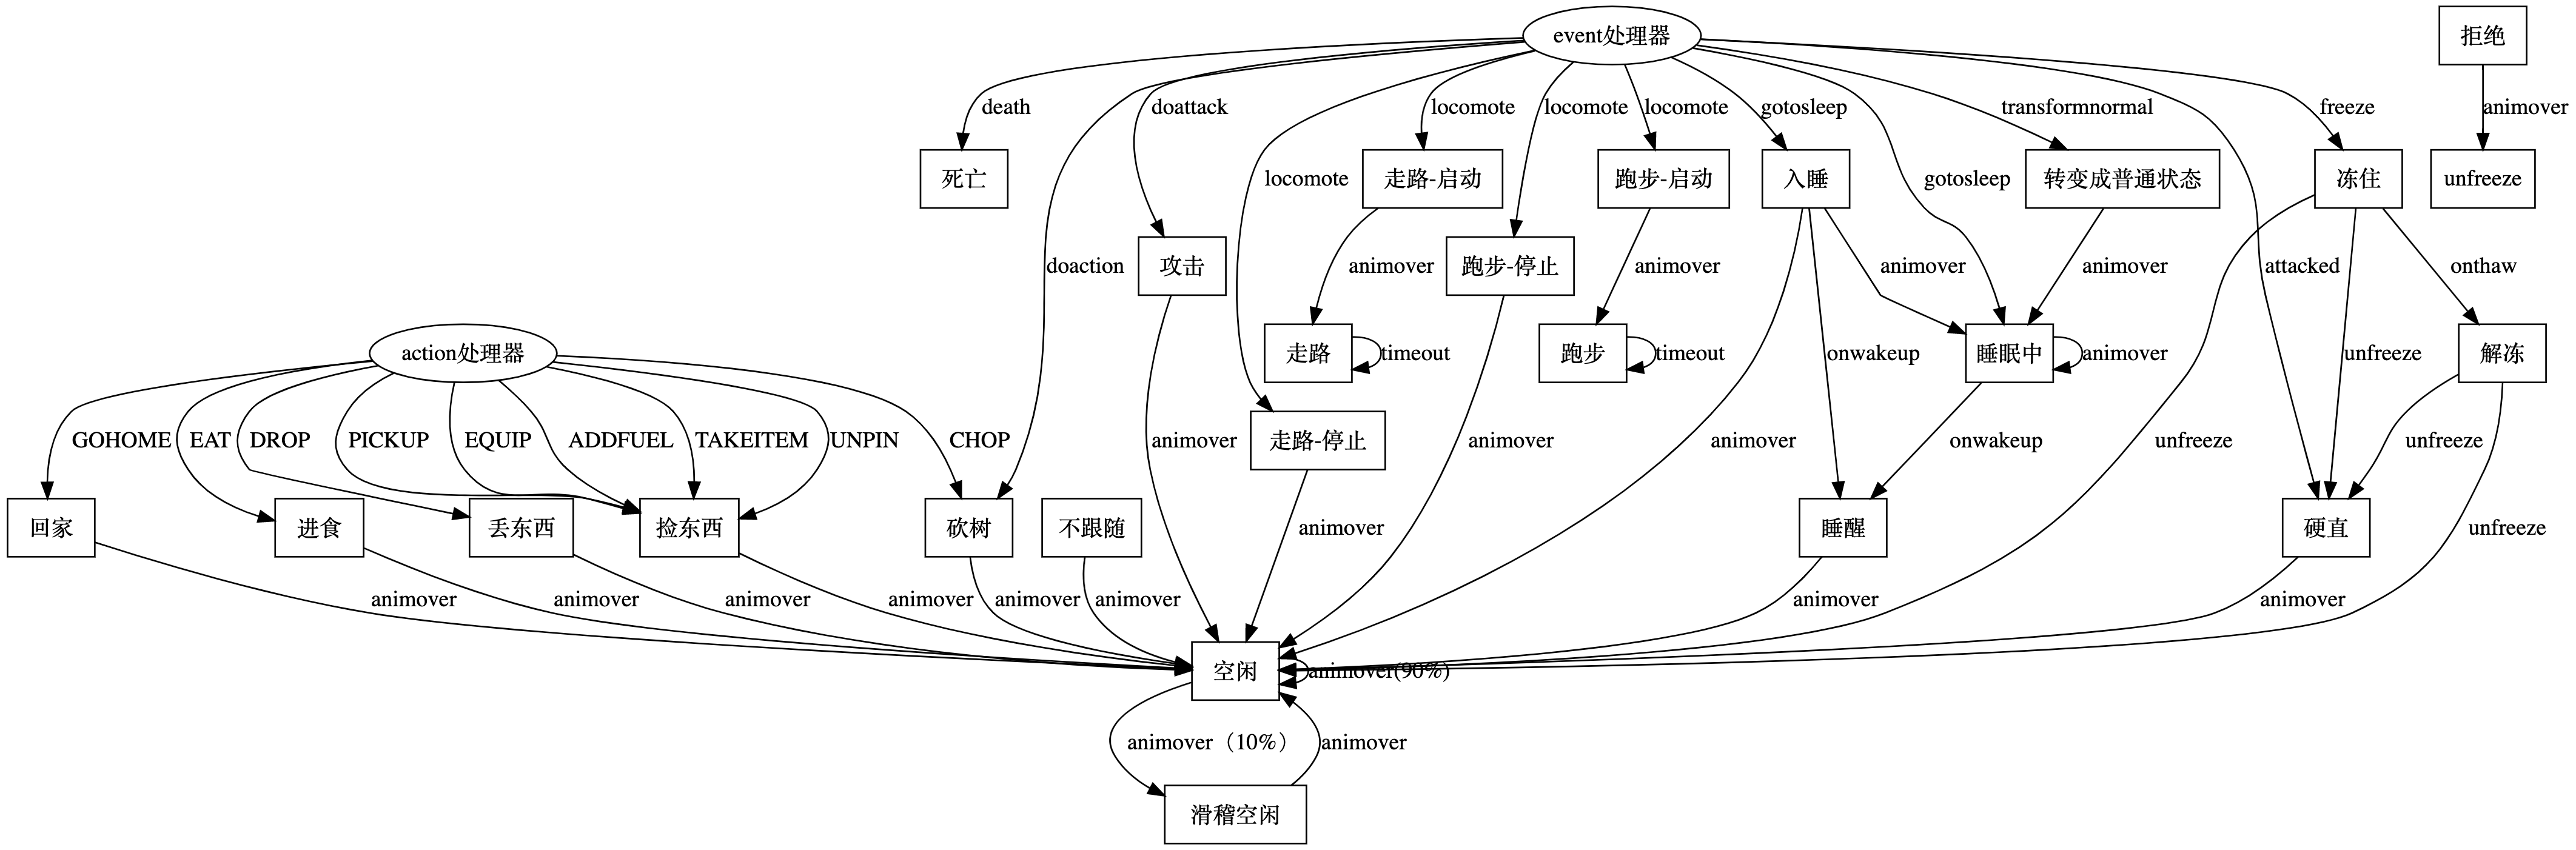 event处理器
拒绝
death
doattack
locomote
locomote
locomote
gotosleep
transformnormal
freeze
animover
死亡
locomote
走路-启动
跑步-启动
入睡
gotosleep
转变成普通状态
冻住
unfreeze
doaction
攻击
animover
跑步-停止
animover
animover
animover
attacked
onthaw
action处理器
走路
timeout
跑步
timeout
onwakeup
睡眠中
animover
unfreeze
解冻
GOHOME
EAT
DROP
PICKUP
EQUIP
ADDFUEL
TAKEITEM
UNPIN
CHOP
animover
走路-停止
animover
animover
onwakeup
unfreeze
unfreeze
回家
进食
丢东西
捡东西
砍树
不跟随
animover
睡醒
硬直
unfreeze
animover
animover
animover
animover
animover
animover
animover
animover
空闲
animover(90%)
animover（10%）
animover
滑稽空闲